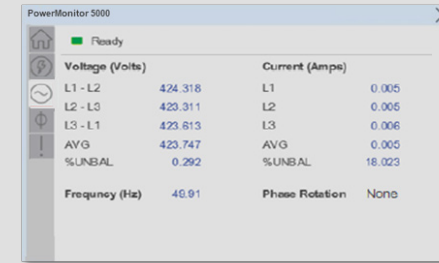 PowerMonitor 5000
Ready
Voltage (Volts) Current (Amps)
L1 - L2 424.318 L1 0.005
L2 - L3 423.311 L2 0.005
L3 - L1 423.613 L3 0.006
AVG 423.747 AVG 0.005
%UNBAL 0.292 %UNBAL 18.023
Frequncy (Hz) 49.91 Phase Rotation None